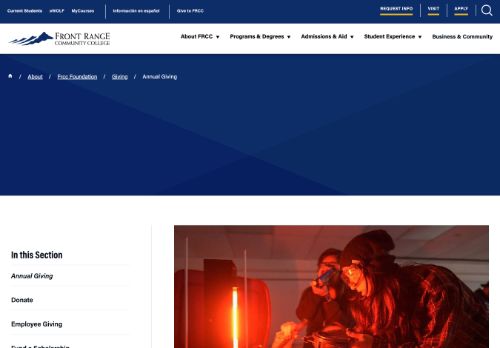 Current Students eWOLF MyCourses Información en español Give to FRCC REQUEST INFO VISIT APPLY
FRONT RANGE
COMMUNITY COLLEGE
About FRCC Programs & Degrees Admissions & Aid Student Experience Business & Community
/ About / Frcc Foundation / Giving / Annual Giving
In this Section
Annual Giving
Donate
Employee Giving
Fund a Scholarship